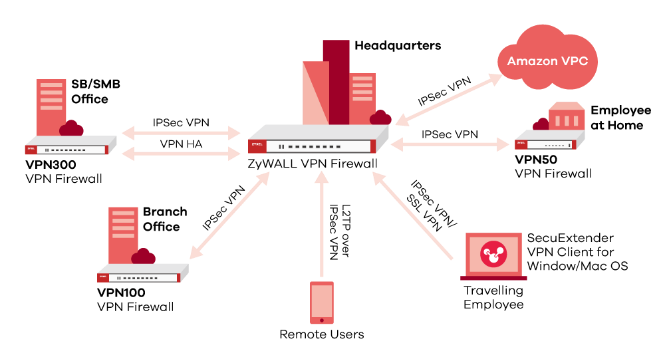 Headquarters
Amazon VPC
SB/SMB
Office
IPSec VPN
VPN HA
VPN300
VPN Firewall
ZyXEL
ZyWALL VPN Firewall
IPSec VPN
IPSec VPN
Employee
at Home
VPN50
VPN Firewall
Branch
Office
IPSec VPN
VPN100
VPN Firewall
L2TP over
IPSec VPN
Remote Users
IPSec VPN/
SSL VPN
SecuExtender
VPN Client for
Window/Mac OS
Travelling
Employee